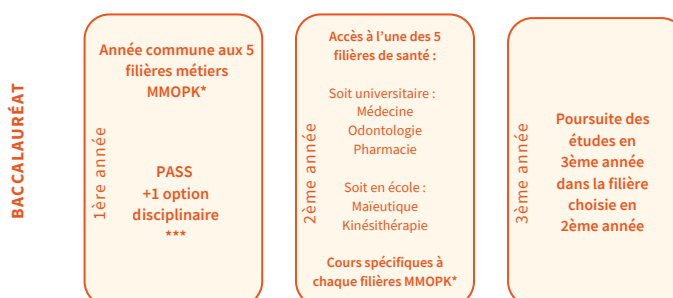 BACCALAURÉAT
1ère année
Année commune aux 5
filières métiers
MMOPK*
PASS
+1 option
disciplinaire
***
2ème année
Accès à l'une des 5
filières de santé :
Soit universitaire :
Médecine
Odontologie
Pharmacie
Soit en école :
Maïeutique
Kinésithérapie
Cours spécifiques à
chaque filières MMOPK*
3ème année
Poursuite des
études en
3ème année
dans la filière
choisie en
2ème année